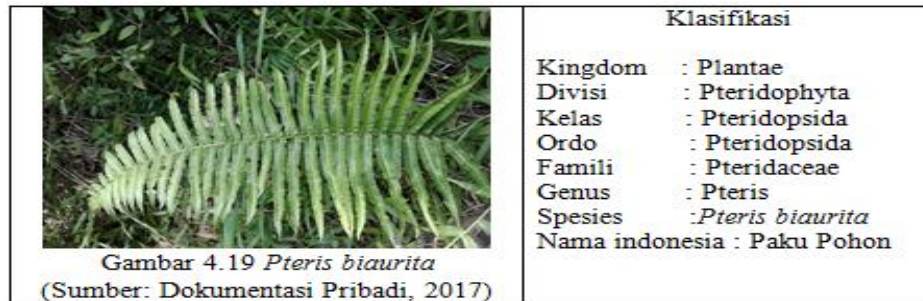 Gambar 4.19 Pteris biaurita
(Sumber: Dokumentasi Pribadi, 2017)
Klasifikasi
Kingdom : Plantae
Divisi : Pteridophyta
Kelas : Pteridopsida
Ordo : Pteridopsida
Famili : Pteridaceae
Genus : Pteris
Spesies :Pteris biaurita
Nama indonesia : Paku Pohon